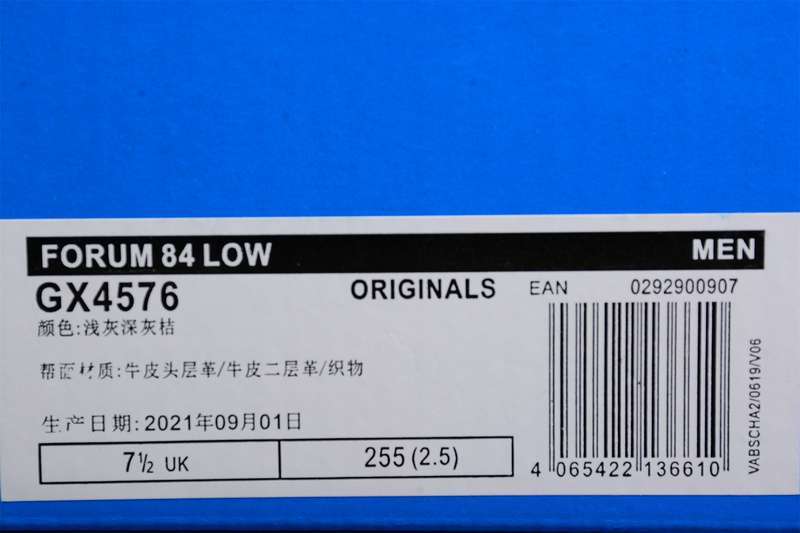 FORUM 84 LOW MEN
GX4576 ORIGINALS EAN 0292900907
颜色:浅灰深灰桔
帮面材质:牛皮头层革/牛皮二层革/织物
生产日期:2021年09月01日
7½ UK 255 (2.5)
4 065422 136610
VABSCHA2/0619/V06